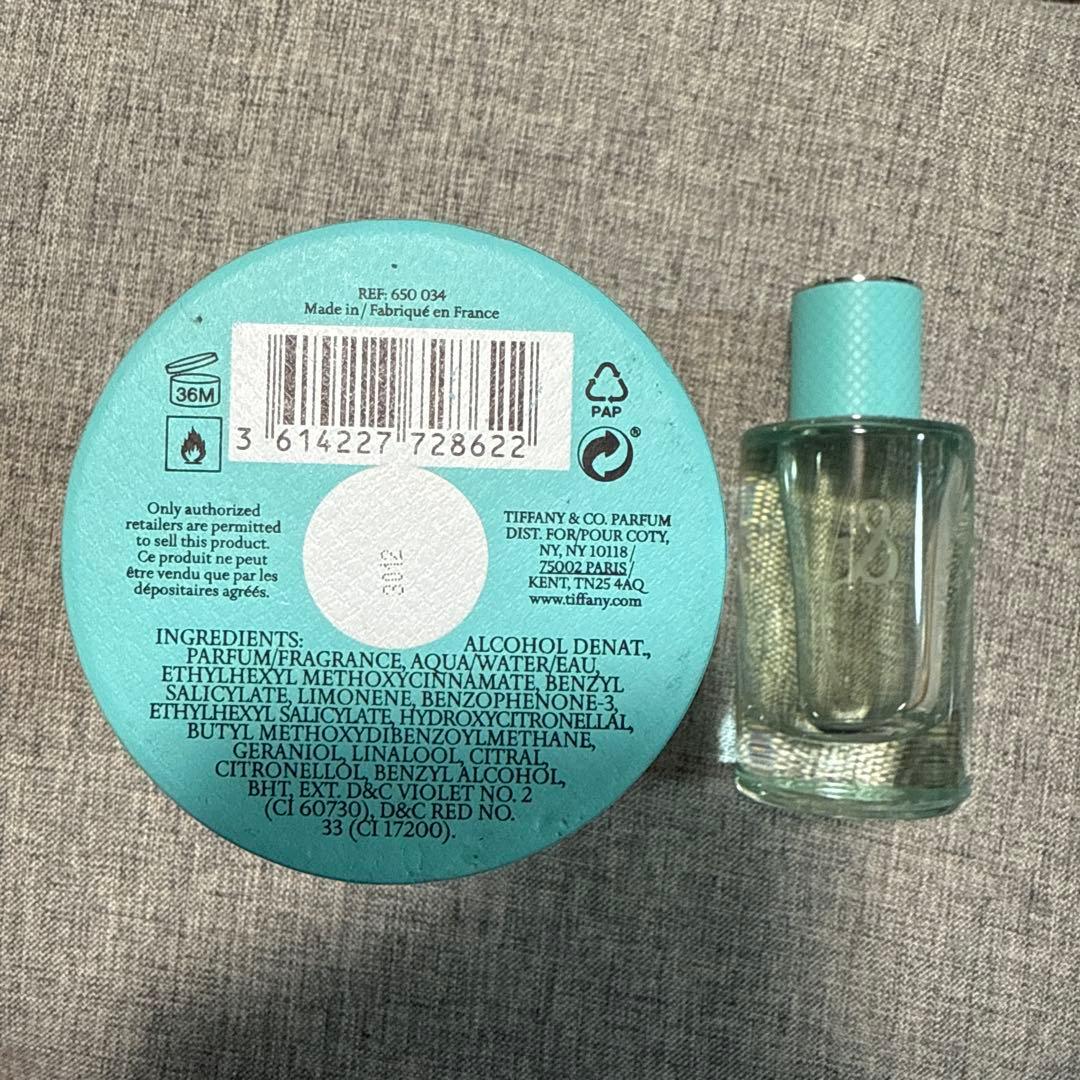 REF: 650 034
Made in/ Fabriqué en France
36M
3 614227 728622
PAP
®
Only authorized
retailers are permitted
to sell this product.
Ce produit ne peut
être vendu que par les
dépositaires agréés.
3012
TIFFANY & CO. PARFUM
DIST. FOR/POUR COTY,
NY, NY 10118 /
75002 PARIS /
KENT, TN25 4AQ
www.tiffany.com
INGREDIENTS: ALCOHOL DENAT.,
PARFUM/FRAGRANCE, AQUA/WATER/EAU,
ETHYLHEXYL METHOXYCINNAMATE, BENZYL
SALICYLATE, LIMONENE, BENZOPHENONE-3,
ETHYLHEXYL SALICYLATE, HYDROXYCITRONELLAL,
BUTYL METHOXYDIBENZOYLMETHANE,
GERANIOL, LINALOOL, CITRAL,
CITRONELLOL, BENZYL ALCOHOL,
BHT, EXT. D&C VIOLET NO. 2
(CI 60730), D&C RED NO.
33 (CI 17200).